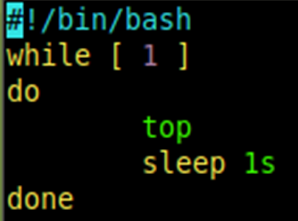 #!/bin/bash
while [ 1 ]
do
        top
        sleep 1s
done